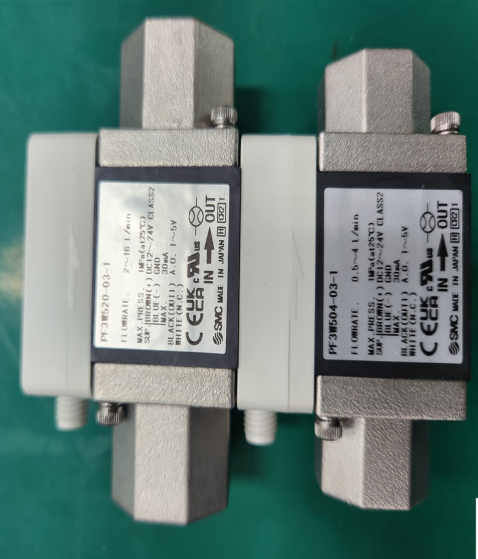 PF3W520-03-1
FLOWRATE. 2~16 L/min
MAX.PRESS. 1MPa(at25℃)
SUP. BROWN(+) DC12~24V CLASS2
BLUE(-) GND
MAX. 30mA
BLACK(OUT1) A.O. 1~5V
WHITE(N.C.)
CE UK CA c us IN → OUT
SMC MADE IN JAPAN
PF3W504-03-1
FLOWRATE. 0.5~4 L/min
MAX.PRESS. 1MPa(at25℃)
SUP. BROWN(+) DC12~24V CLASS2
BLUE(-) GND
MAX. 30mA
BLACK(OUT1) A.O. 1~5V
WHITE(N.C.)
CE UK CA c us IN → OUT
SMC MADE IN JAPAN